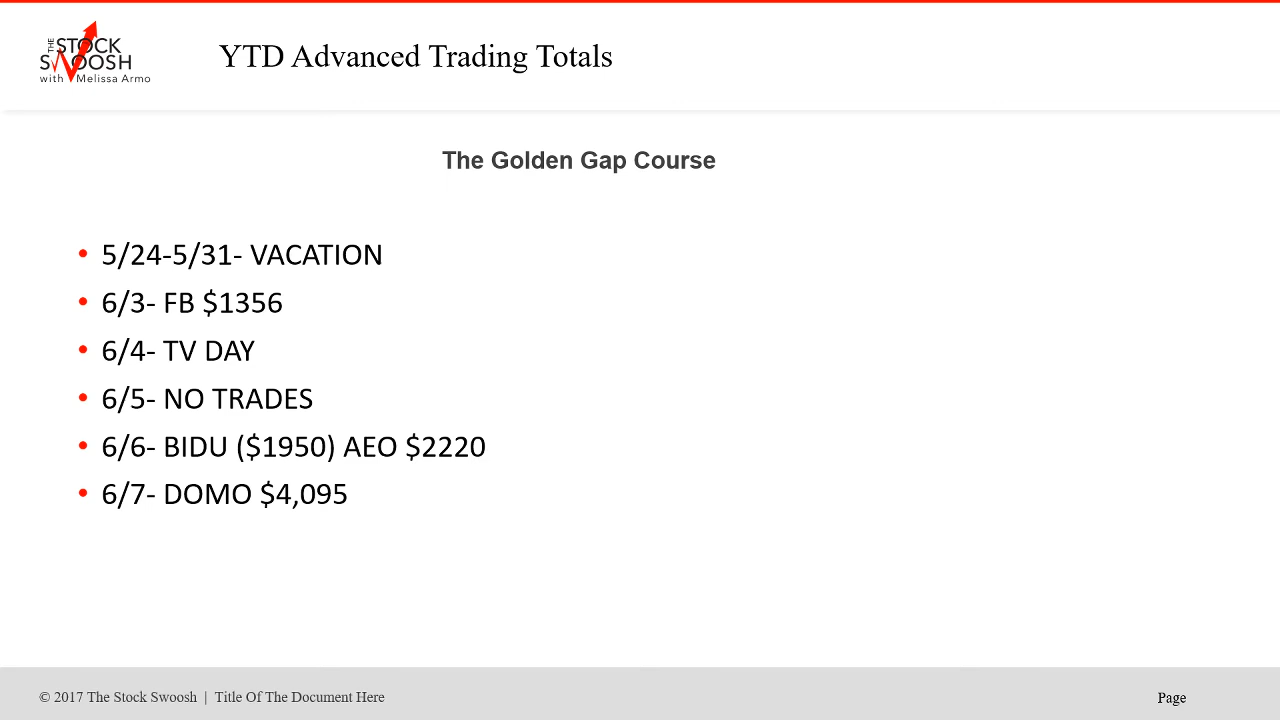 THE
STOCK
SWOOSH
with Melissa Armo
YTD Advanced Trading Totals
The Golden Gap Course
• 5/24-5/31- VACATION
• 6/3- FB $1356
• 6/4- TV DAY
• 6/5- NO TRADES
• 6/6- BIDU ($1950) AEO $2220
• 6/7- DOMO $4,095
© 2017 The Stock Swoosh | Title Of The Document Here
Page